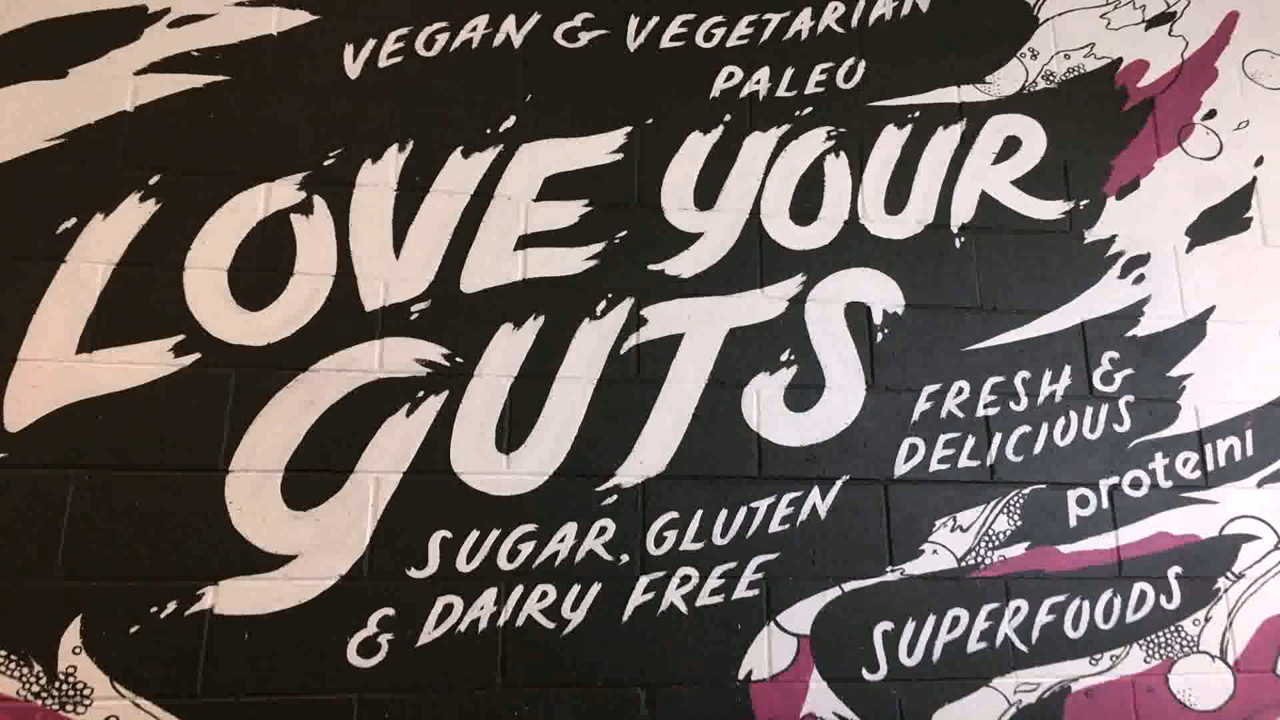 VEGAN & VEGETARIAN
PALEO
LOVE YOUR
GUTS
FRESH &
DELICIOUS
proteini
SUGAR, GLUTEN
& DAIRY FREE
SUPERFOODS